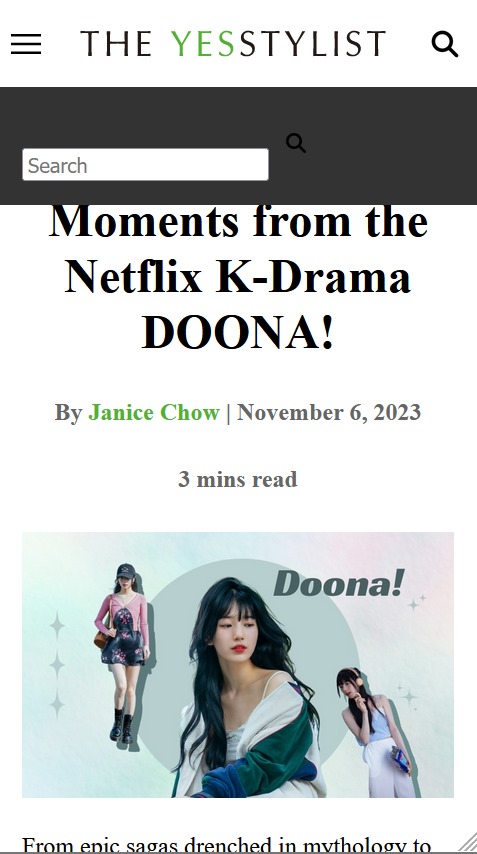 THE YESSTYLIST
Search
Moments from the
Netflix K-Drama
DOONA!
By Janice Chow | November 6, 2023
3 mins read
Doona!
From epic sagas drenched in mythology to